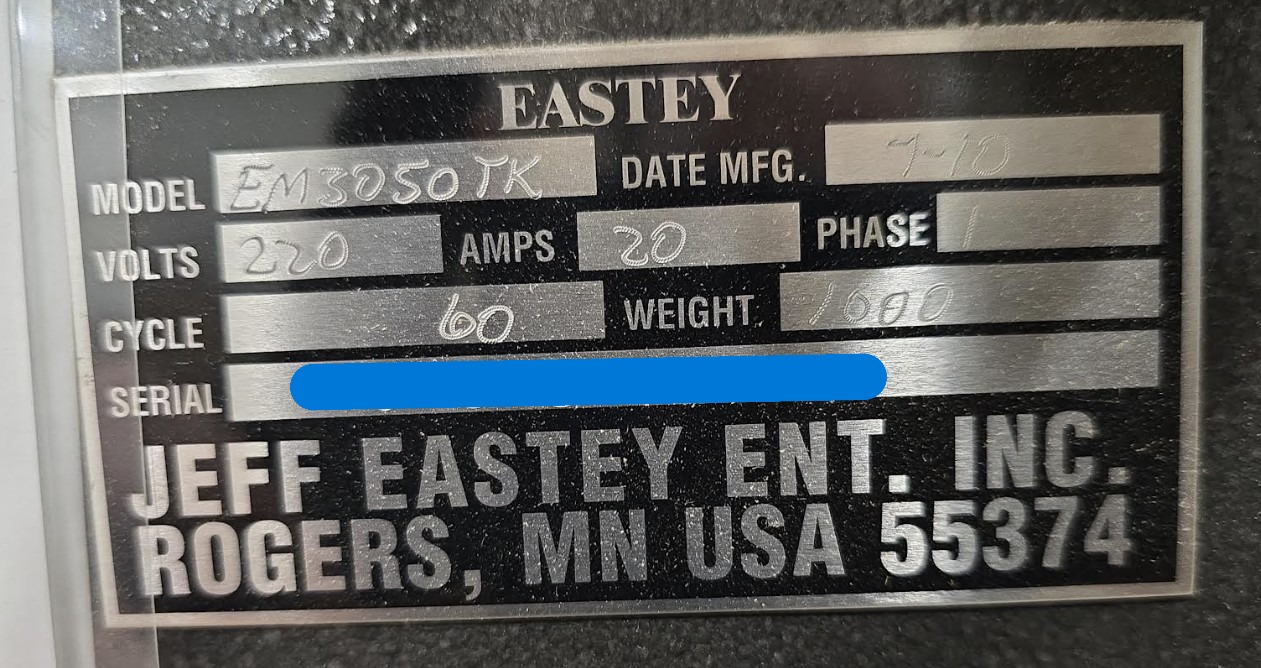 EASTEY
MODEL EM3050TK DATE MFG. 7-10
VOLTS 220 AMPS 20 PHASE 1
CYCLE 60 WEIGHT 1000
SERIAL
JEFF EASTEY ENT. INC.
ROGERS, MN USA 55374